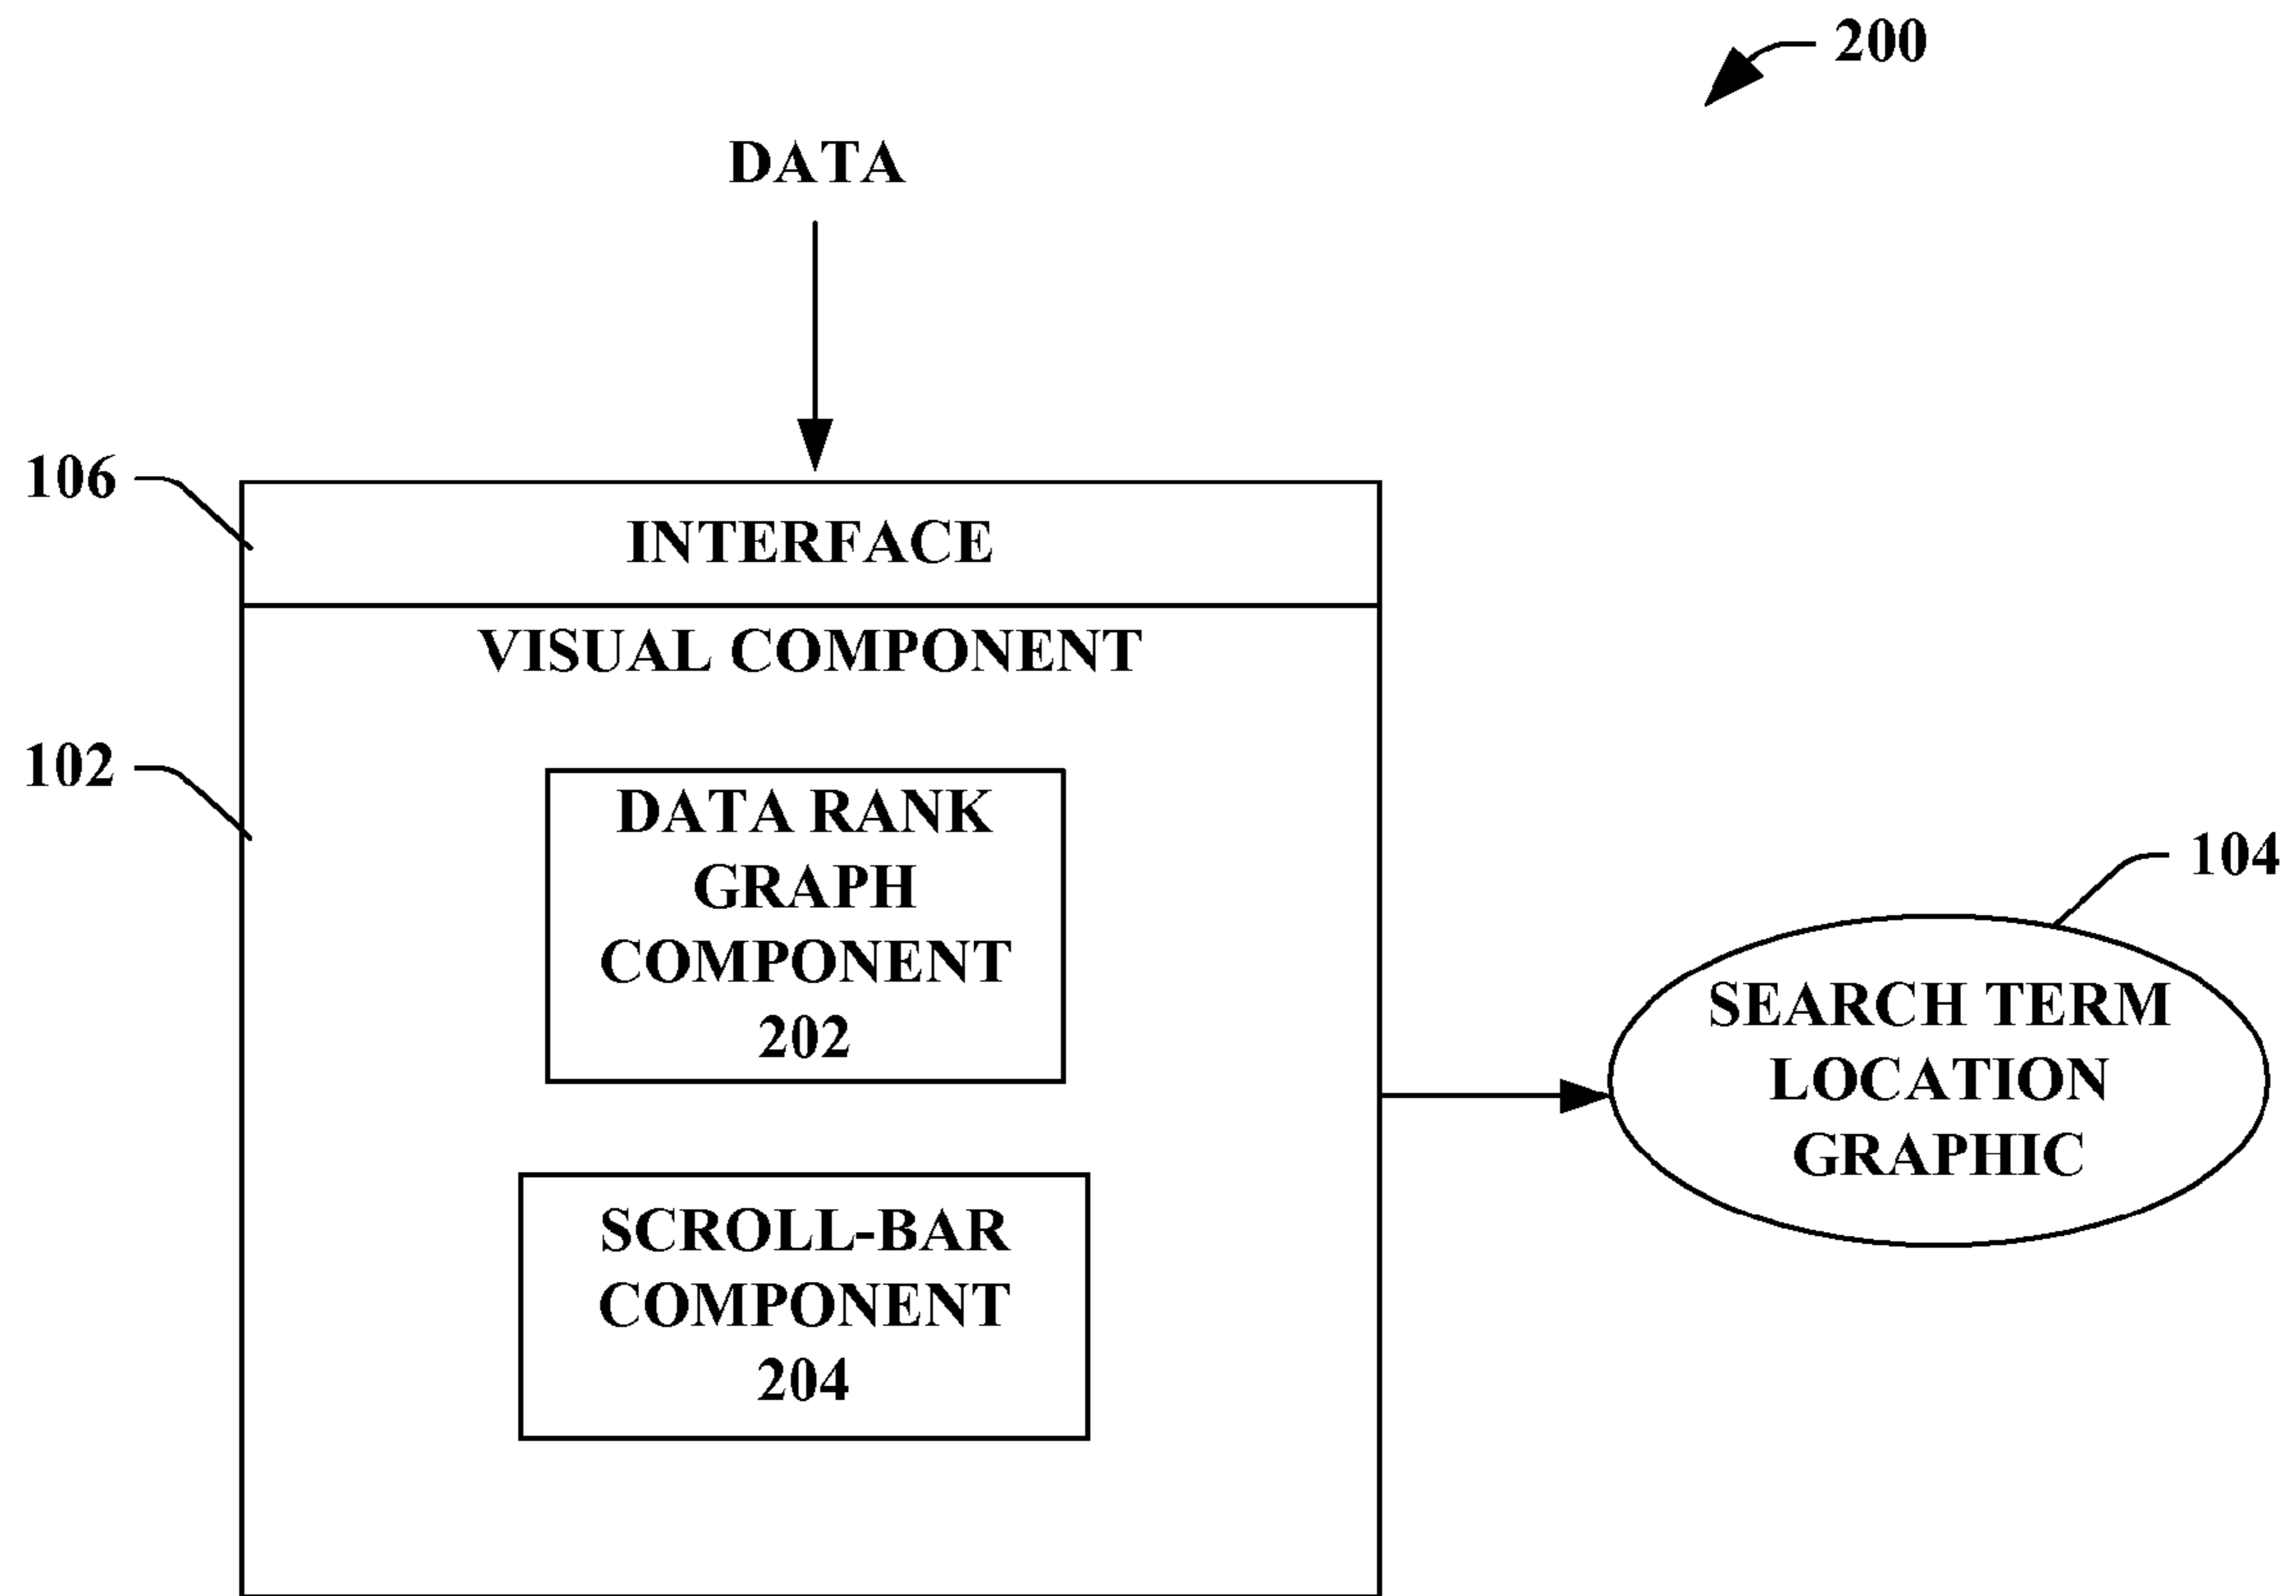 200
DATA
106
INTERFACE
VISUAL COMPONENT
102
DATA RANK
GRAPH
COMPONENT
202
104
SEARCH TERM
LOCATION
GRAPHIC
SCROLL-BAR
COMPONENT
204